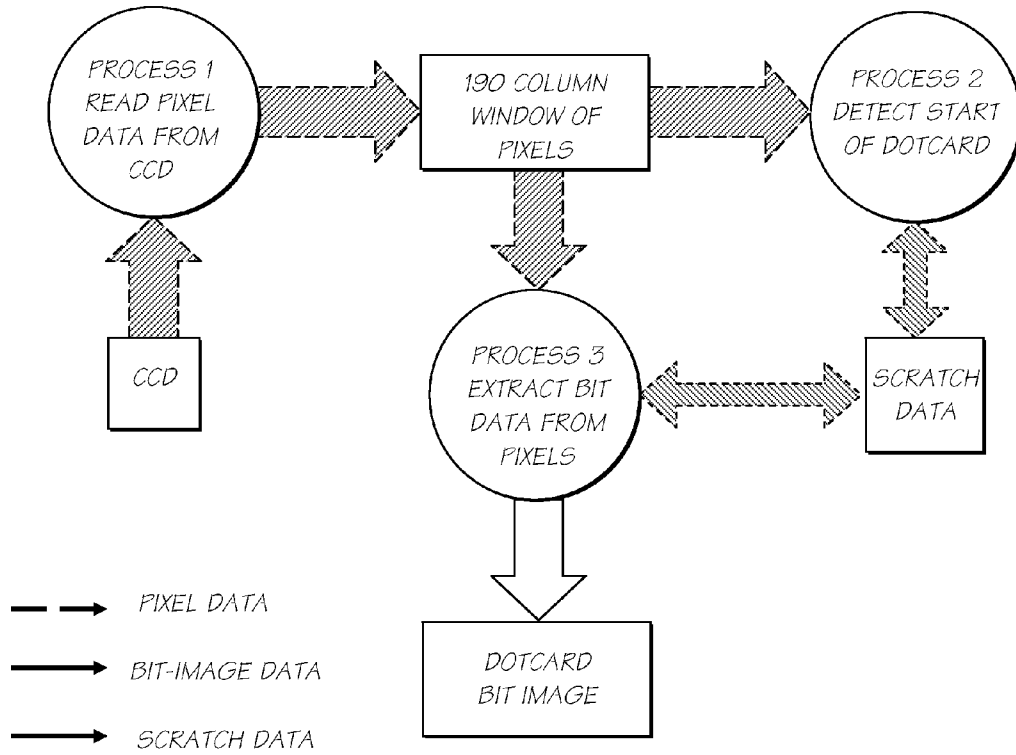 PROCESS 1
READ PIXEL
DATA FROM
CCD
190 COLUMN
WINDOW OF
PIXELS
PROCESS 2
DETECT START
OF DOTCARD
CCD
PROCESS 3
EXTRACT BIT
DATA FROM
PIXELS
SCRATCH
DATA
DOTCARD
BIT IMAGE
PIXEL DATA
BIT-IMAGE DATA
SCRATCH DATA